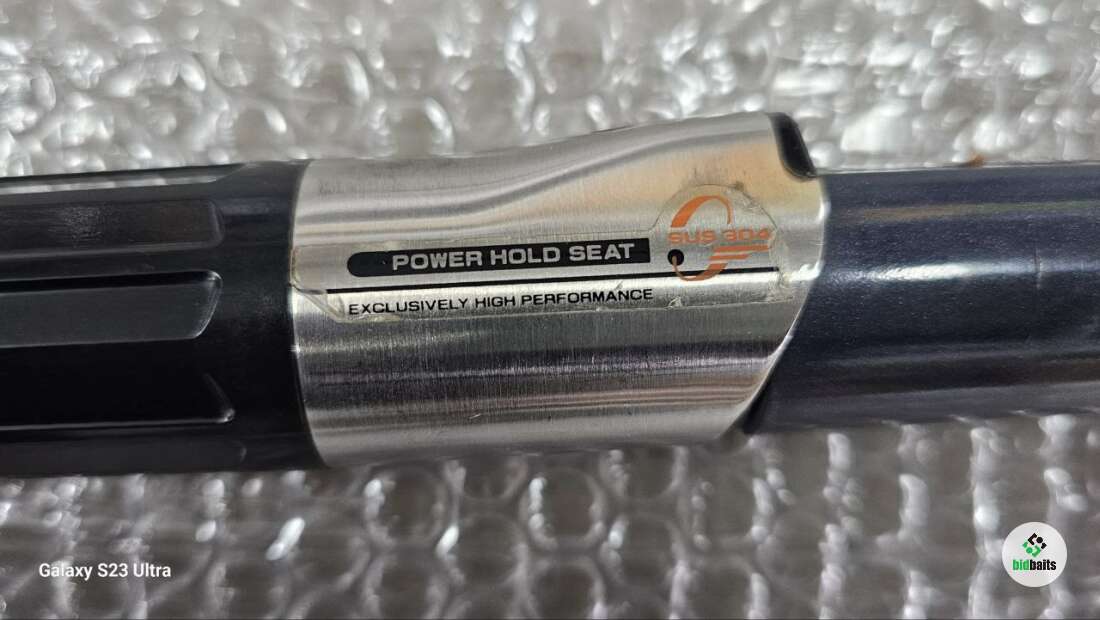 SUS 304
POWER HOLD SEAT
EXCLUSIVELY HIGH PERFORMANCE
Galaxy S23 Ultra
bidbaits